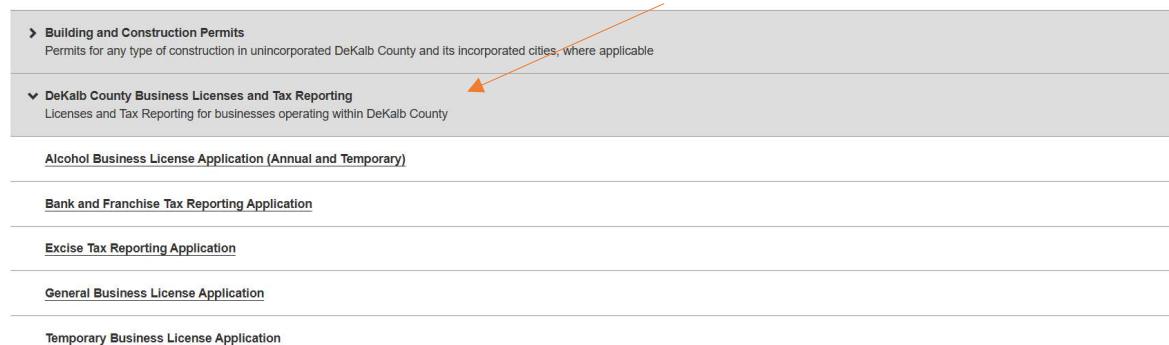 Building and Construction Permits
Permits for any type of construction in unincorporated DeKalb County and its incorporated cities, where applicable
DeKalb County Business Licenses and Tax Reporting
Licenses and Tax Reporting for businesses operating within DeKalb County
Alcohol Business License Application (Annual and Temporary)
Bank and Franchise Tax Reporting Application
Excise Tax Reporting Application
General Business License Application
Temporary Business License Application